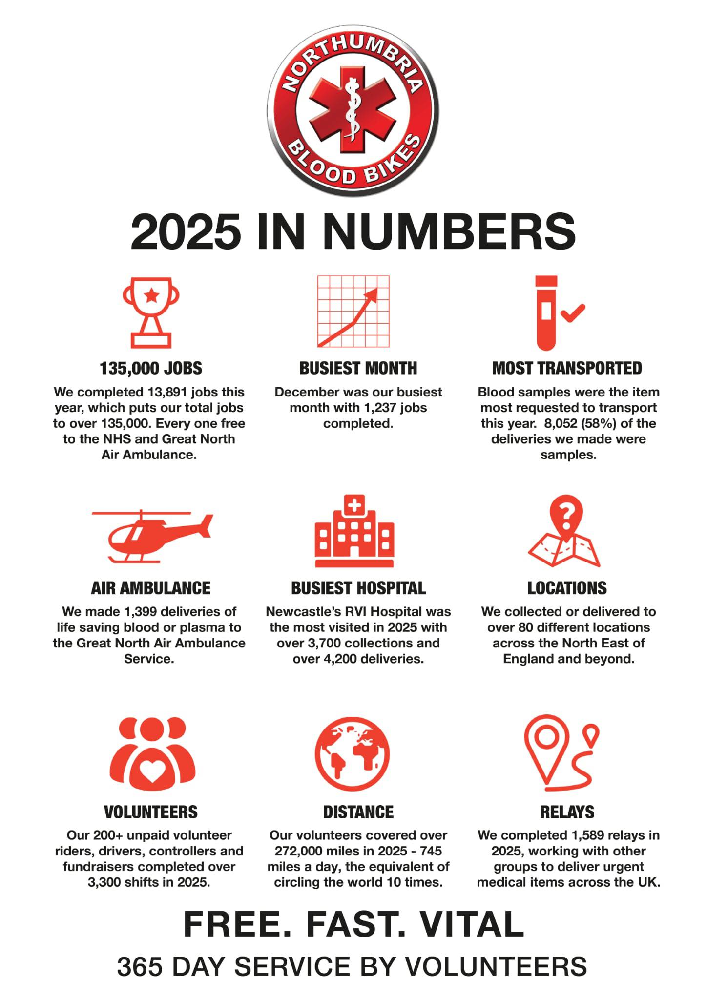 NORTHUMBRIA
BLOOD BIKES
2025 IN NUMBERS
135,000 JOBS
We completed 13,891 jobs this
year, which puts our total jobs
to over 135,000. Every one free
to the NHS and Great North
Air Ambulance.
BUSIEST MONTH
December was our busiest
month with 1,237 jobs
completed.
MOST TRANSPORTED
Blood samples were the item
most requested to transport
this year.  8,052 (58%) of the
deliveries we made were
samples.
AIR AMBULANCE
We made 1,399 deliveries of
life saving blood or plasma to
the Great North Air Ambulance
Service.
BUSIEST HOSPITAL
Newcastle’s RVI Hospital was
the most visited in 2025 with
over 3,700 collections and
over 4,200 deliveries.
?
LOCATIONS
We collected or delivered to
over 80 different locations
across the North East of
England and beyond.
VOLUNTEERS
Our 200+ unpaid volunteer
riders, drivers, controllers and
fundraisers completed over
3,300 shifts in 2025.
DISTANCE
Our volunteers covered over
272,000 miles in 2025 - 745
miles a day, the equivalent of
circling the world 10 times.
RELAYS
We completed 1,589 relays in
2025, working with other
groups to deliver urgent
medical items across the UK.
FREE. FAST. VITAL
365 DAY SERVICE BY VOLUNTEERS